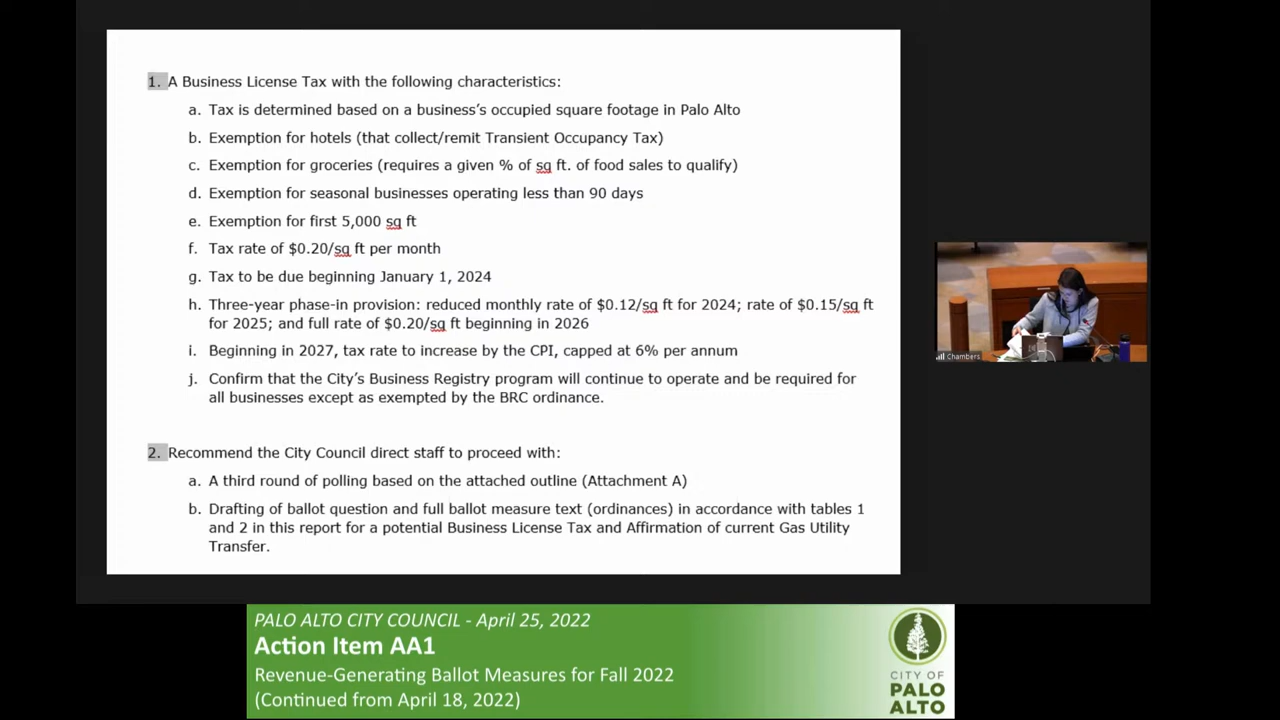 1. A Business License Tax with the following characteristics:
a. Tax is determined based on a business's occupied square footage in Palo Alto
b. Exemption for hotels (that collect/remit Transient Occupancy Tax)
c. Exemption for groceries (requires a given % of sq ft. of food sales to qualify)
d. Exemption for seasonal businesses operating less than 90 days
e. Exemption for first 5,000 sq ft
f. Tax rate of $0.20/sq ft per month
g. Tax to be due beginning January 1, 2024
h. Three-year phase-in provision: reduced monthly rate of $0.12/sq ft for 2024; rate of $0.15/sq ft
for 2025; and full rate of $0.20/sq ft beginning in 2026
i. Beginning in 2027, tax rate to increase by the CPI, capped at 6% per annum
j. Confirm that the City's Business Registry program will continue to operate and be required for
all businesses except as exempted by the BRC ordinance.
2. Recommend the City Council direct staff to proceed with:
a. A third round of polling based on the attached outline (Attachment A)
b. Drafting of ballot question and full ballot measure text (ordinances) in accordance with tables 1
and 2 in this report for a potential Business License Tax and Affirmation of current Gas Utility
Transfer.
Chambers
PALO ALTO CITY COUNCIL - April 25, 2022
Action Item AA1
Revenue-Generating Ballot Measures for Fall 2022
(Continued from April 18, 2022)
CITY OF
PALO
ALTO